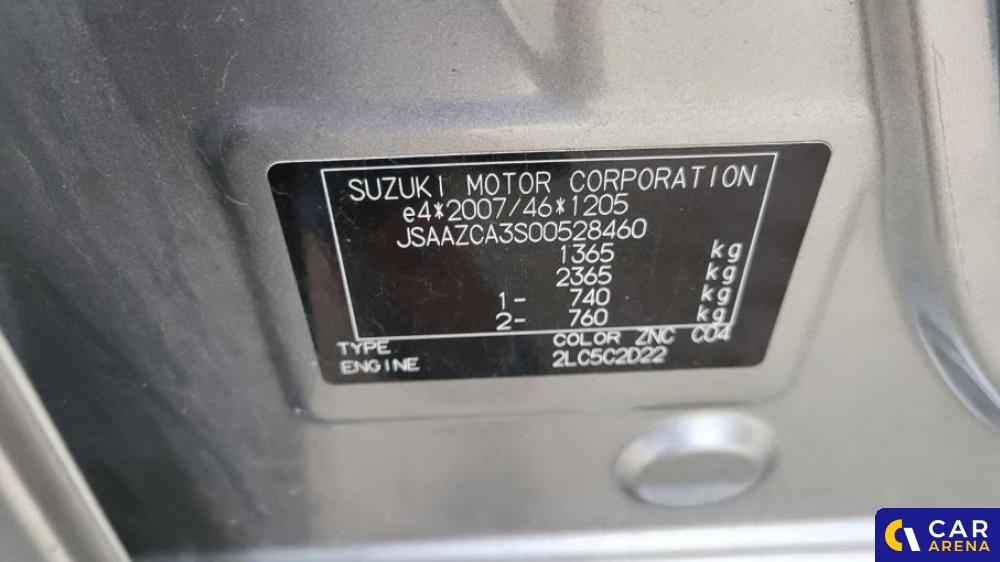 SUZUKI MOTOR CORPORATION
e4*2007/46*1205
JSAAZCA3S00528460
1365 kg
2365 kg
1- 740 kg
2- 760 kg
TYPE COLOR ZNC C04
ENGINE 2LC5C2D22
CAR
ARENA